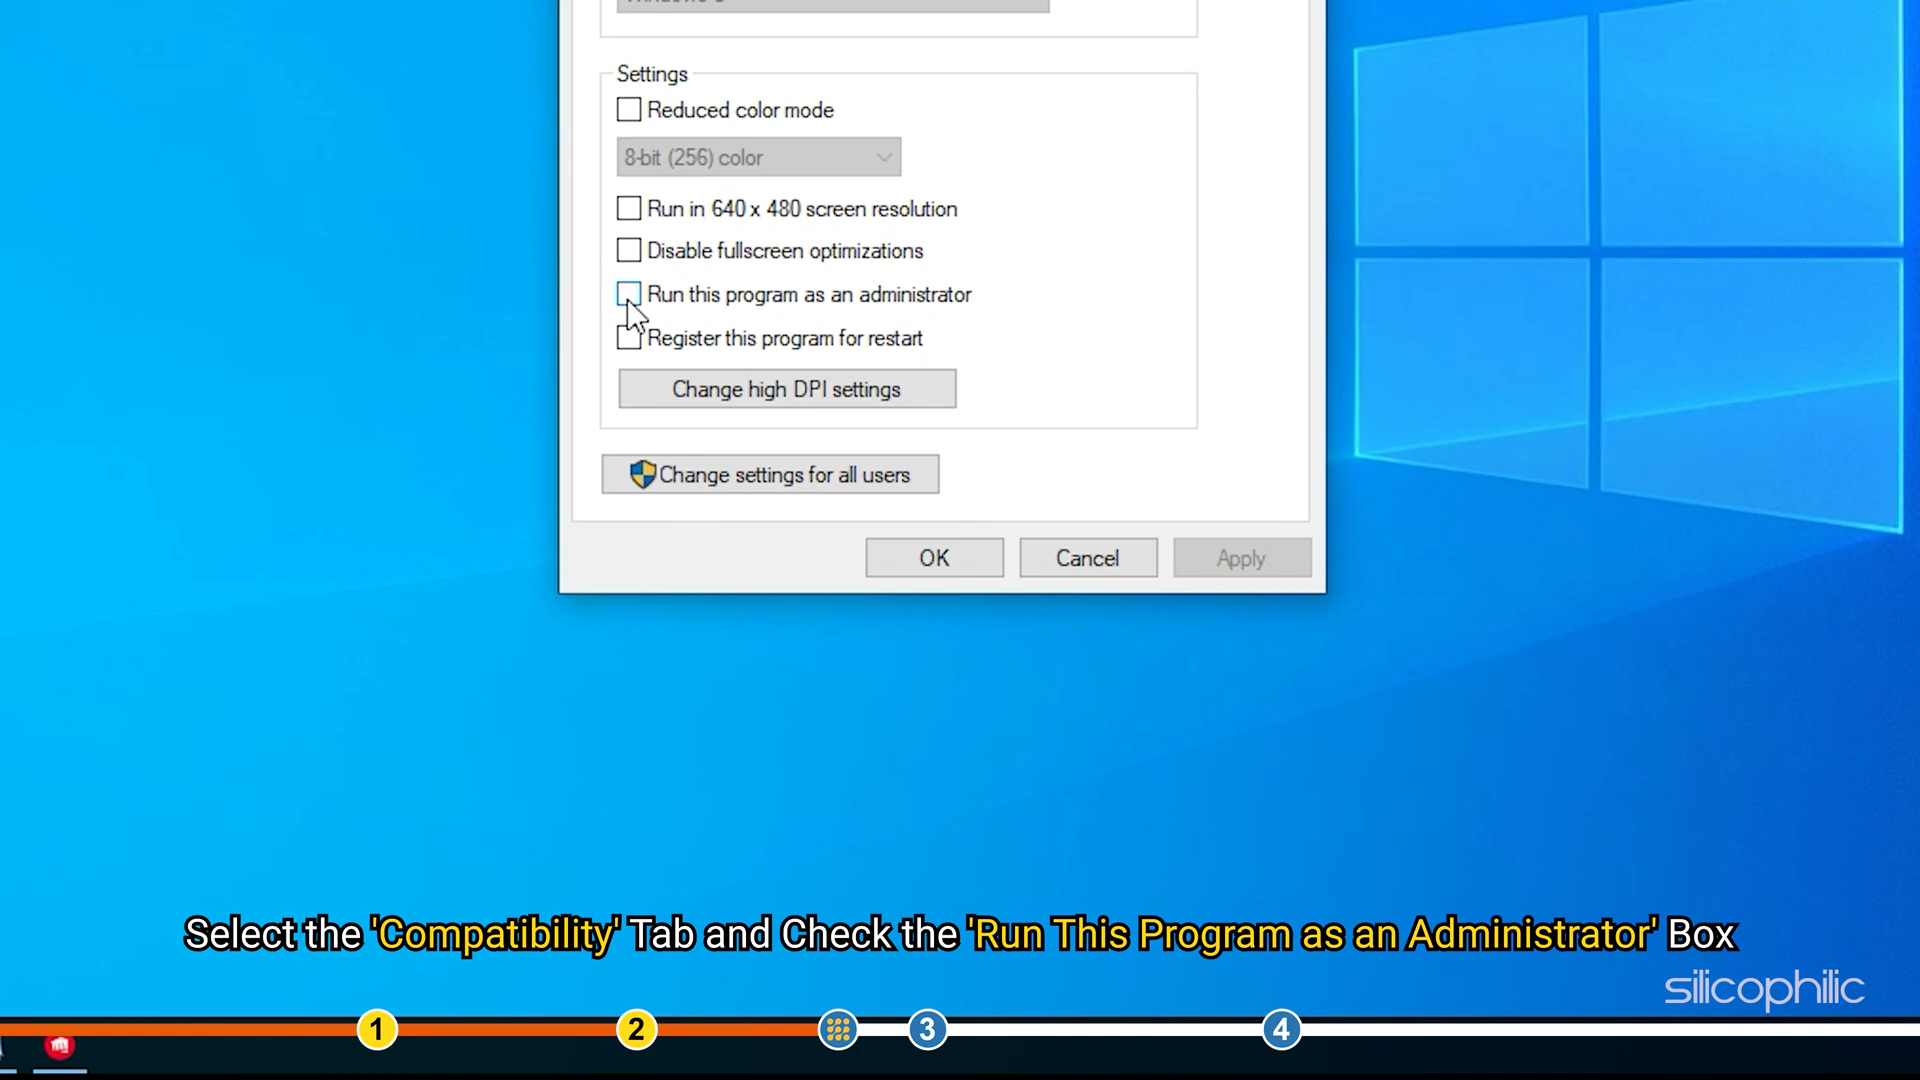 Settings
Reduced color mode
8-bit (256) color
Run in 640 x 480 screen resolution
Disable fullscreen optimizations
Run this program as an administrator
Register this program for restart
Change high DPI settings
Change settings for all users
OK Cancel Apply
Select the 'Compatibility' Tab and Check the 'Run This Program as an Administrator' Box
silicophilic
1 2 3 4